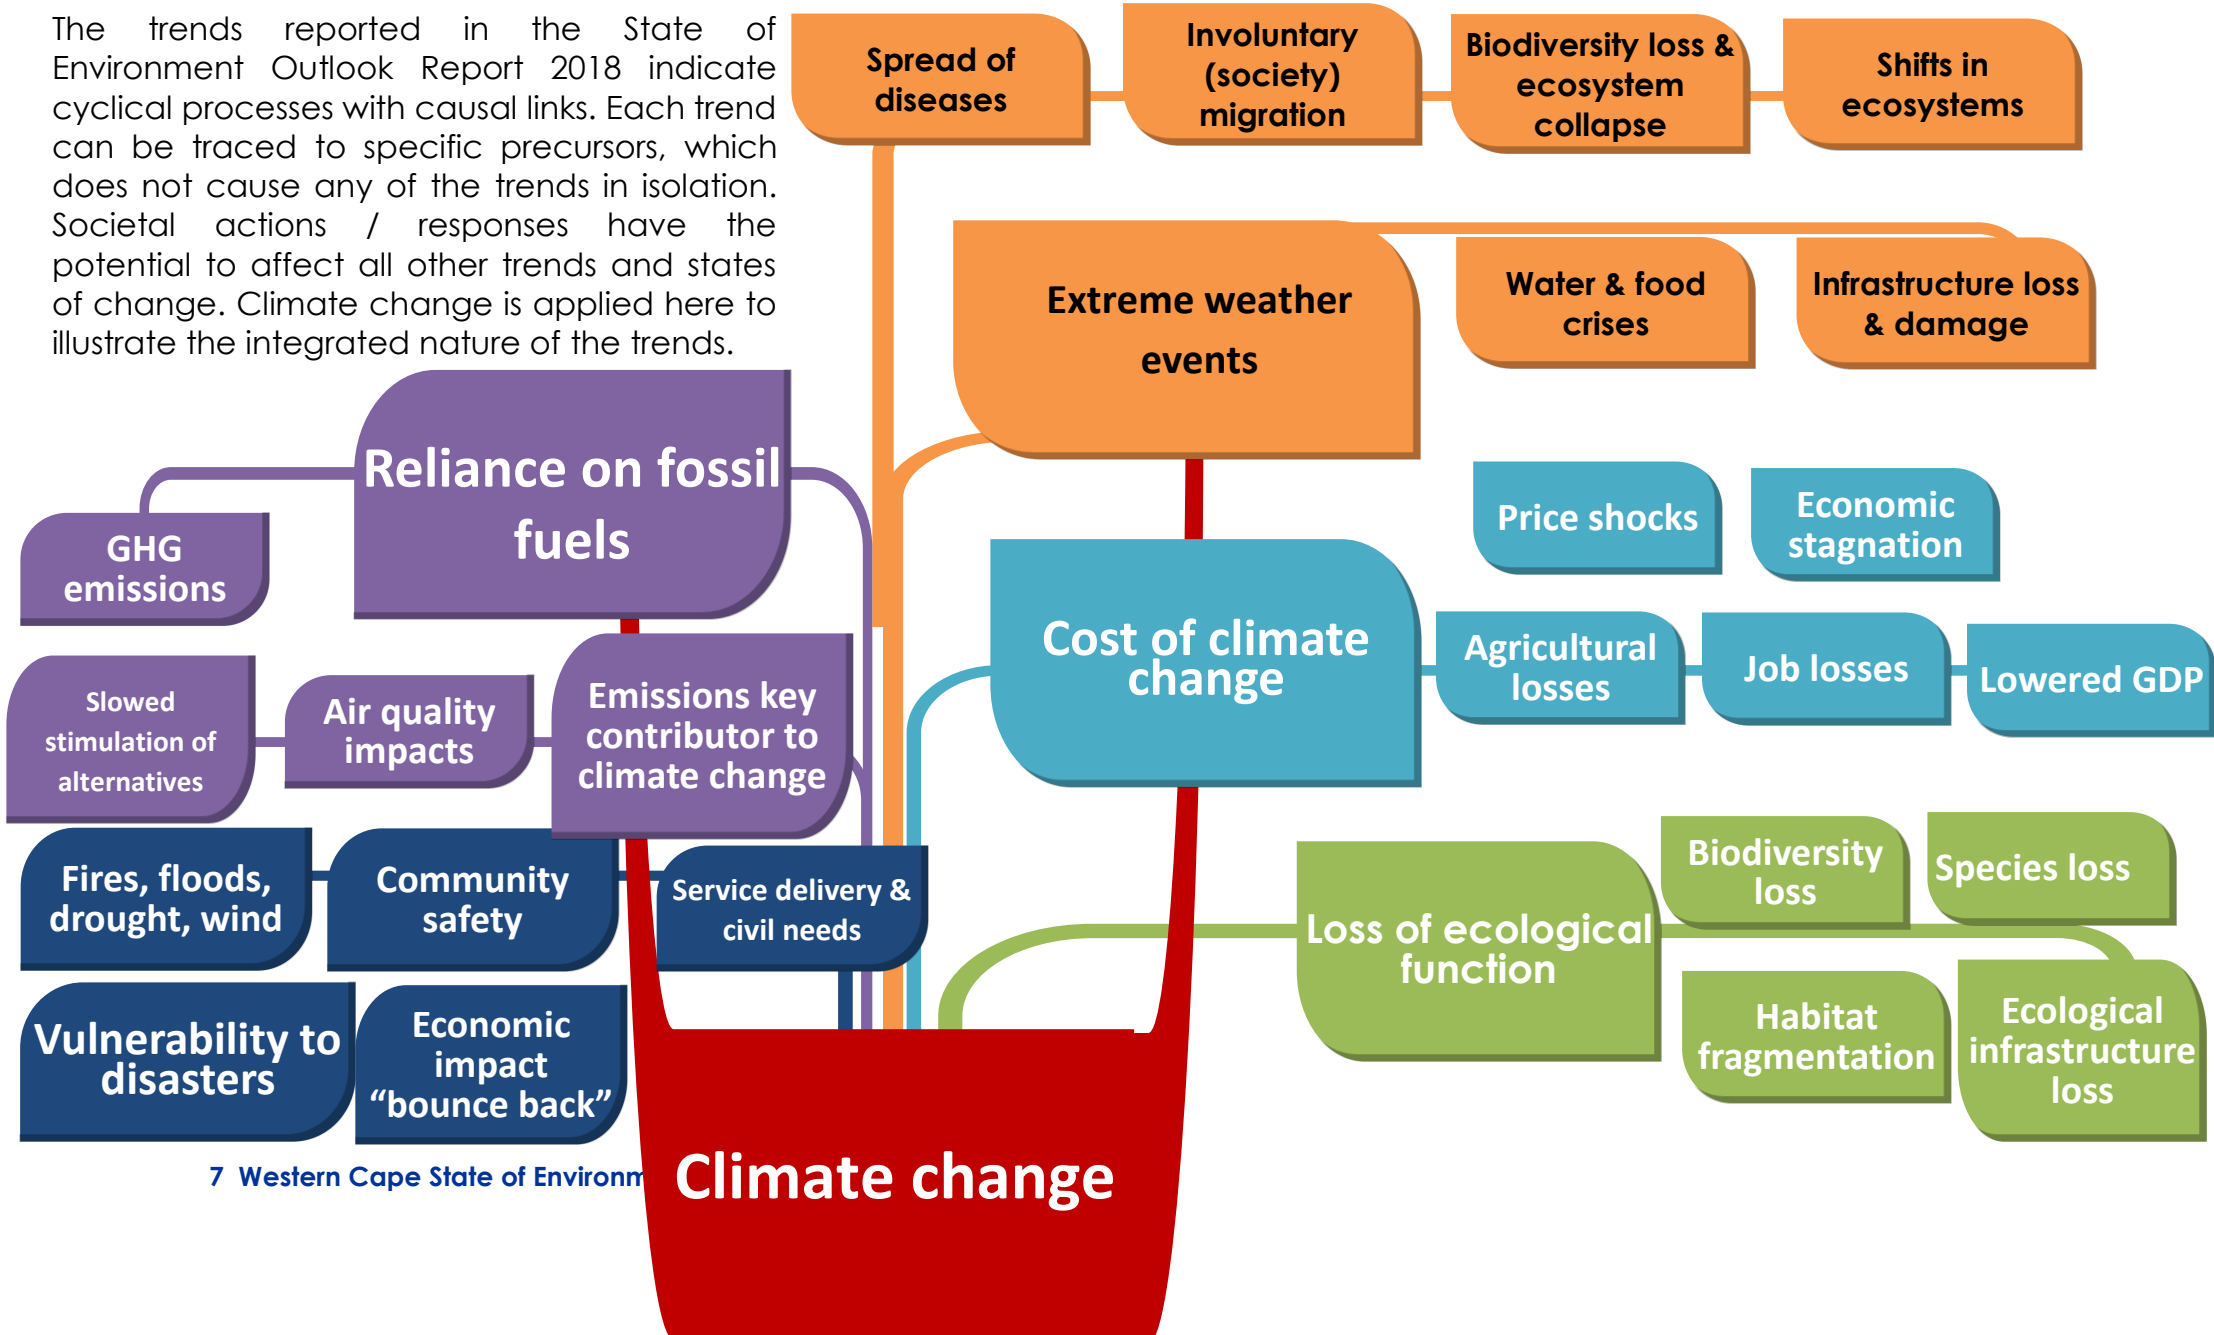 The trends reported in the State of
Environment Outlook Report 2018 indicate
cyclical processes with causal links. Each trend
can be traced to specific precursors, which
does not cause any of the trends in isolation.
Societal actions / responses have the
potential to affect all other trends and states
of change. Climate change is applied here to
illustrate the integrated nature of the trends.
Spread of
diseases
Involuntary
(society)
migration
Biodiversity loss &
ecosystem
collapse
Shifts in
ecosystems
Extreme weather
events
Water & food
crises
Infrastructure loss
& damage
Reliance on fossil
fuels
GHG
emissions
Slowed
stimulation of
alternatives
Air quality
impacts
Emissions key
contributor to
climate change
Price shocks
Economic
stagnation
Cost of climate
change
Agricultural
losses
Job losses
Lowered GDP
Fires, floods,
drought, wind
Community
safety
Service delivery &
civil needs
Vulnerability to
disasters
Economic
impact
“bounce back”
Loss of ecological
function
Biodiversity
loss
Species loss
Habitat
fragmentation
Ecological
infrastructure
loss
7 Western Cape State of
Climate change